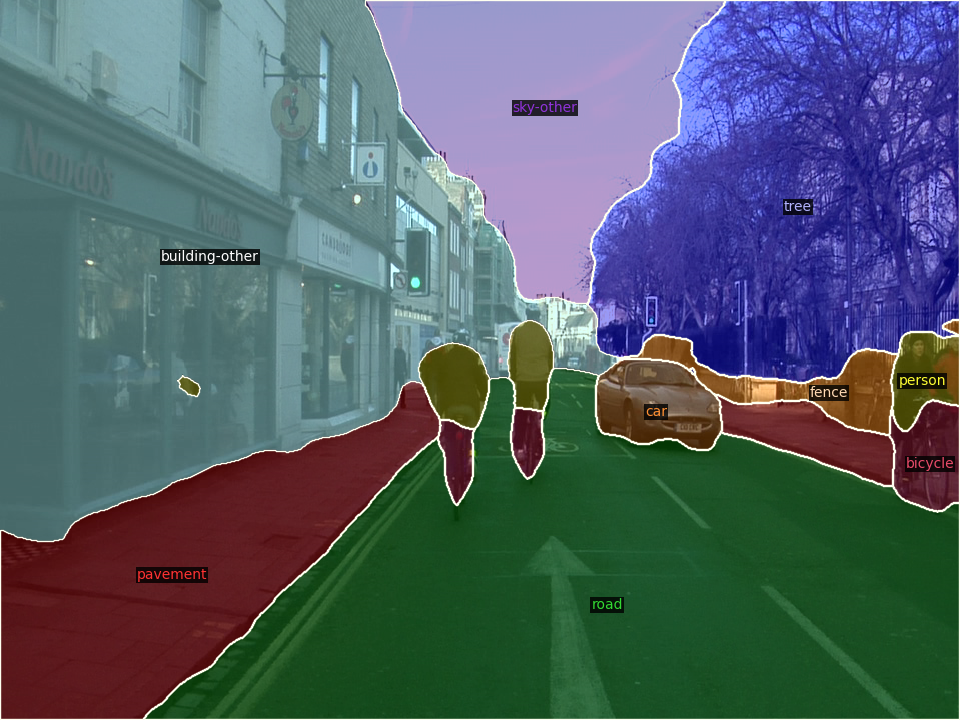 sky-other
Nando's
tree
Nando's
building-other
fence
person
car
bicycle
pavement
road